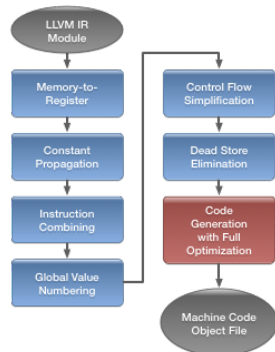 LLVM IR
Module
Memory-to-
Register
Constant
Propagation
Instruction
Combining
Global Value
Numbering
Control Flow
Simplification
Dead Store
Elimination
Code
Generation
with Full
Optimization
Machine Code
Object File